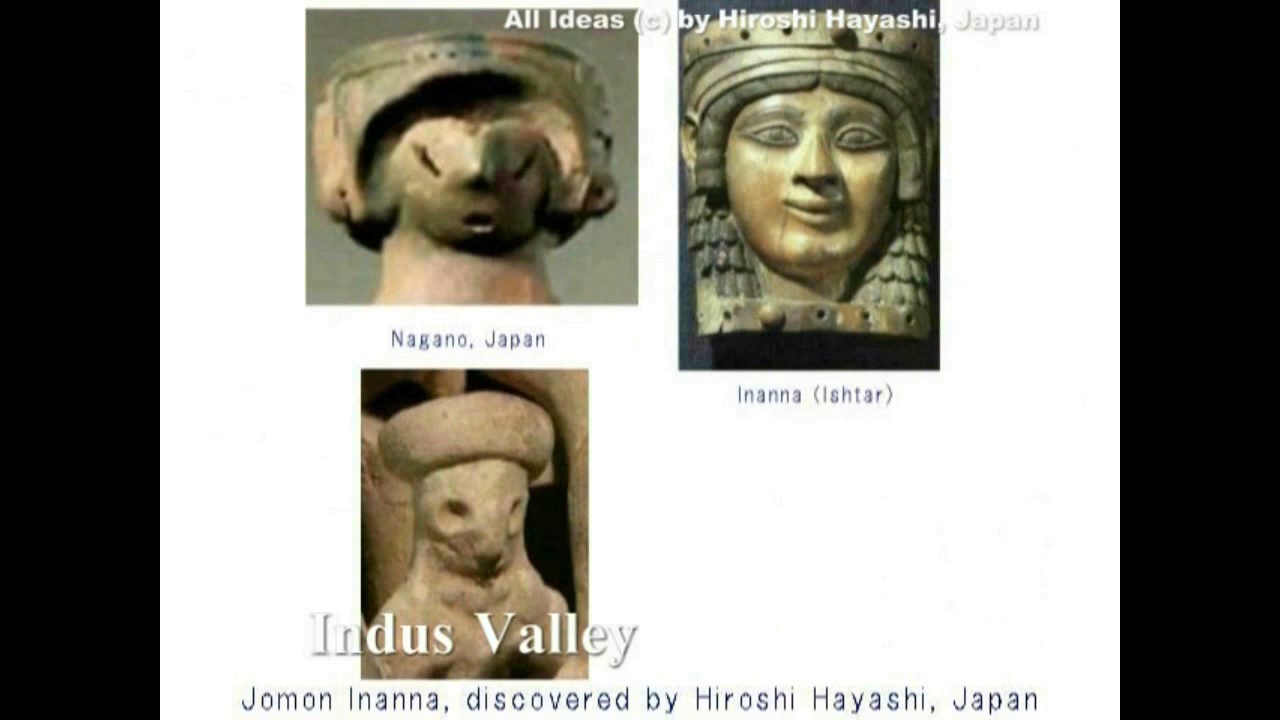 All Ideas (c) by Hiroshi Hayashi, Japan
Nagano, Japan
Inanna (Ishtar)
Indus Valley
Jomon Inanna, discovered by Hiroshi Hayashi, Japan